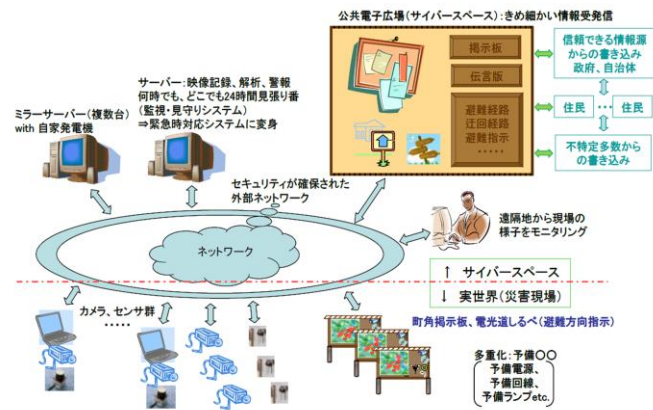 公共電子広場(サイバースペース):きめ細かい情報受発信
掲示板
伝言版
避難経路
迂回経路
避難指示
・・・・・
信頼できる情報源
からの書き込み
政府、自治体
住民 ・・・ 住民
不特定多数から
の書き込み
サーバー:映像記録、解析、警報
何時でも、どこでも24時間見張り番
(監視・見守りシステム)
⇒緊急時対応システムに変身
ミラーサーバー(複数台)
with 自家発電機
セキュリティが確保された
外部ネットワーク
ネットワーク
遠隔地から現場の
様子をモニタリング
↑ サイバースペース
↓ 実世界(災害現場)
カメラ、センサ群
・・・・・
町角掲示板、電光道しるべ(避難方向指示)
多重化:予備〇〇
予備電源、
予備回線、
予備ランプetc.